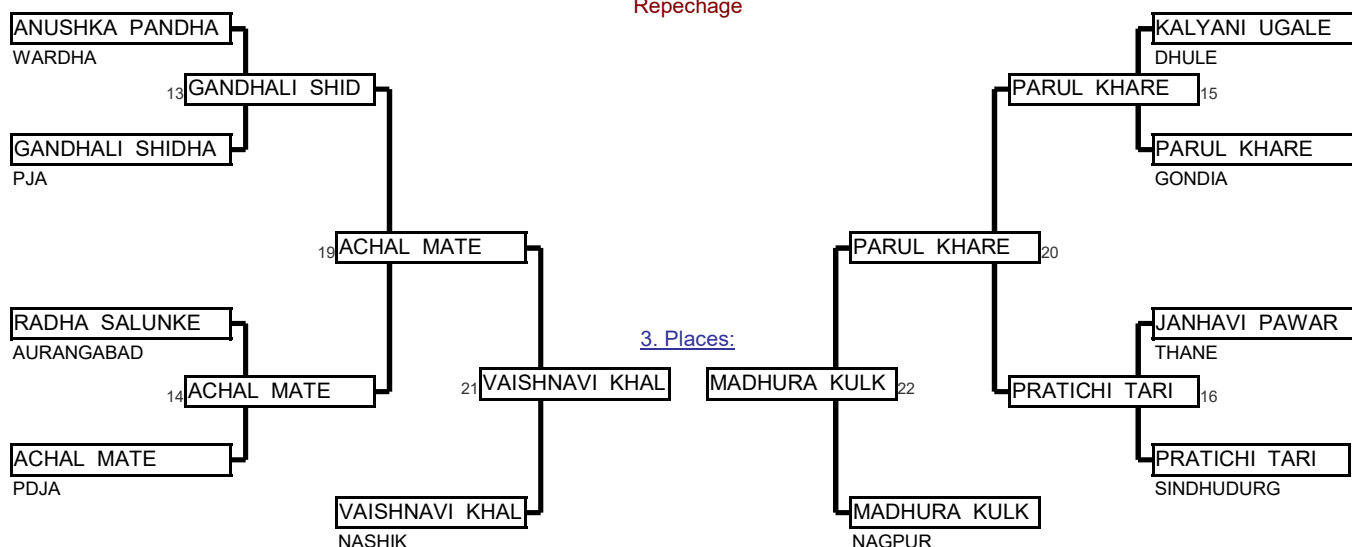 Repechage
ANUSHKA PANDHA
WARDHA
KALYANI UGALE
DHULE
13 GANDHALI SHID
PARUL KHARE 15
GANDHALI SHIDHA
PJA
PARUL KHARE
GONDIA
19 ACHAL MATE
PARUL KHARE 20
RADHA SALUNKE
AURANGABAD
JANHAVI PAWAR
THANE
3. Places:
14 ACHAL MATE
21 VAISHNAVI KHAL
MADHURA KULK 22
PRATICHI TARI 16
ACHAL MATE
PDJA
PRATICHI TARI
SINDHUDURG
VAISHNAVI KHAL
NASHIK
MADHURA KULK
NAGPUR